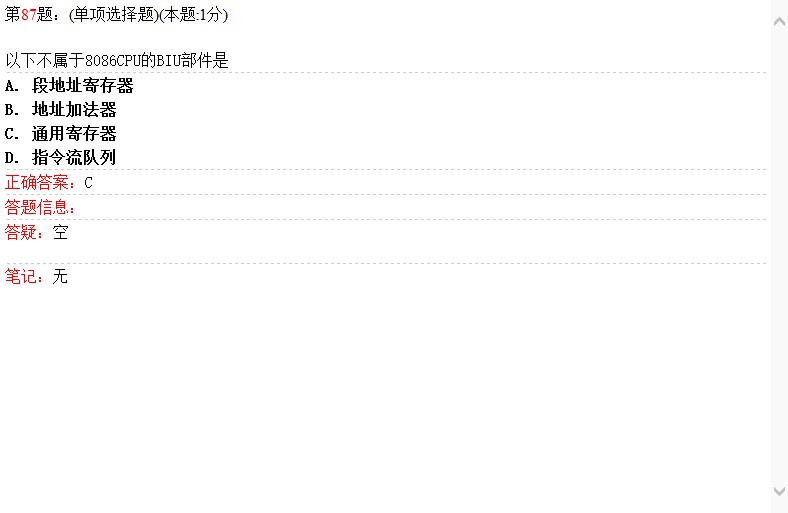 第87题：(单项选择题)(本题:1分)
以下不属于8086CPU的BIU部件是
A. 段地址寄存器
B. 地址加法器
C. 通用寄存器
D. 指令流队列
正确答案：C
答题信息：
答疑：空
笔记：无